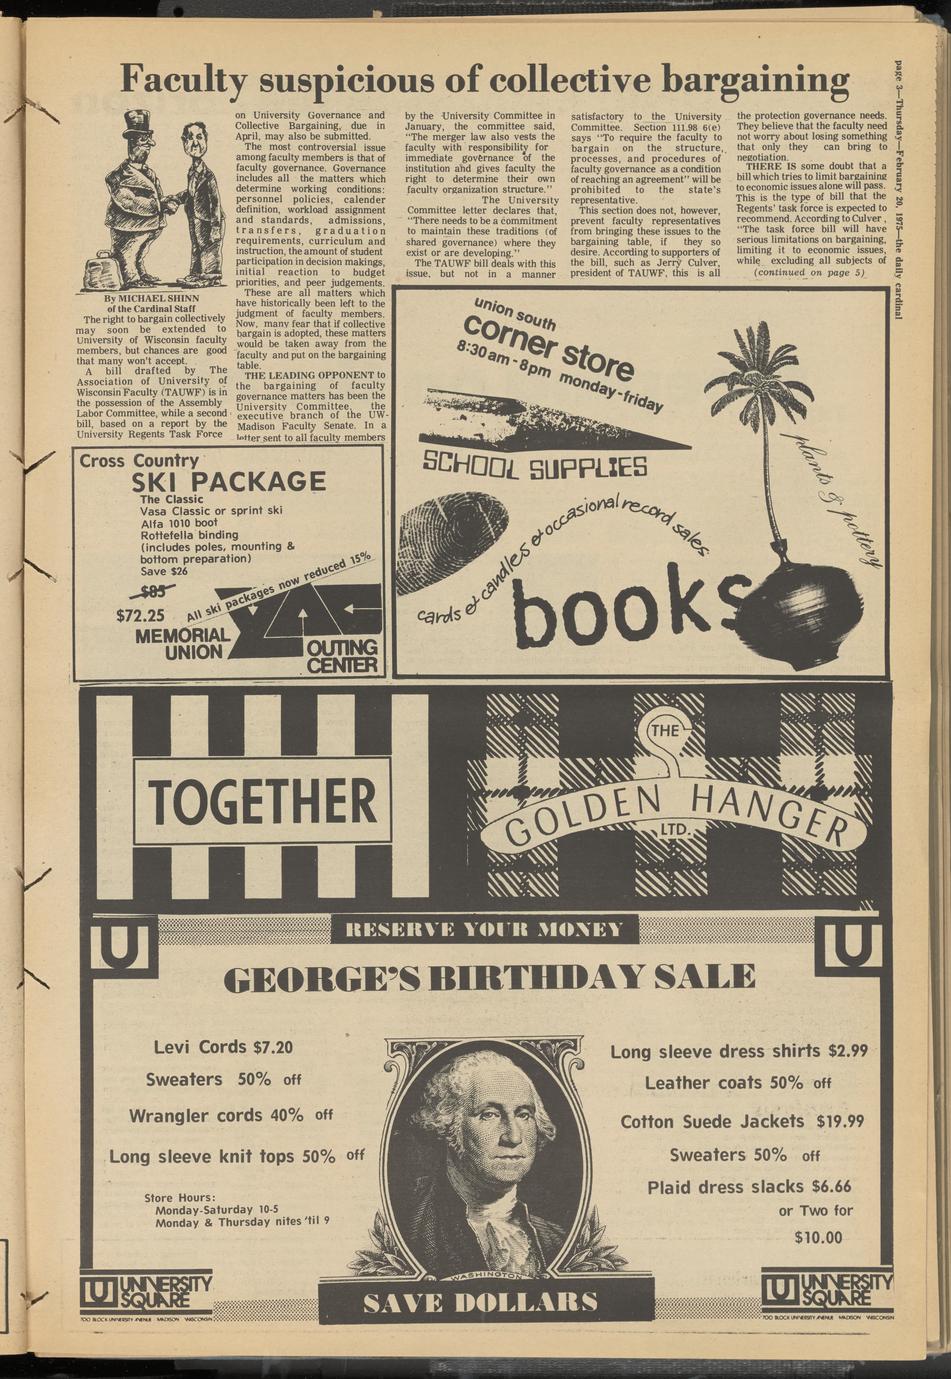 Faculty suspicious of collective bargaining
page 3—Thursday—February 20, 1975—the daily cardinal
By MICHAEL SHINN
of the Cardinal Staff
The right to bargain collectively
may soon be extended to
University of Wisconsin faculty
members, but chances are good
that many won't accept.
A bill drafted by The
Association of University of
Wisconsin Faculty (TAUWF) is in
the possession of the Assembly
Labor Committee, while a second
bill, based on a report by the
University Regents Task Force
on University Governance and
Collective Bargaining, due in
April, may also be submitted.
The most controversial issue
among faculty members is that of
faculty governance. Governance
includes all the matters which
determine working conditions:
personnel policies, calender
definition, workload assignment
and standards, admissions,
transfers, graduation
requirements, curriculum and
instruction, the amount of student
participation in decision makings,
initial reaction to budget
priorities, and peer judgements.
These are all matters which
have historically been left to the
judgment of faculty members.
Now, many fear that if collective
bargain is adopted, these matters
would be taken away from the
faculty and put on the bargaining
table.
THE LEADING OPPONENT to
the bargaining of faculty
governance matters has been the
University Committee, the
executive branch of the UW-
Madison Faculty Senate. In a
letter sent to all faculty members
by the University Committee in
January, the committee said,
"The merger law also vests the
faculty with responsibility for
immediate governance of the
institution and gives faculty the
right to determine their own
faculty organization structure."
The University
Committee letter declares that,
"There needs to be a commitment
to maintain these traditions (of
shared governance) where they
exist or are developing."
The TAUWF bill deals with this
issue, but not in a manner
satisfactory to the University
Committee. Section 111.98 6(e)
says "To require the faculty to
bargain on the structure,
processes, and procedures of
faculty governance as a condition
of reaching an agreement" will be
prohibited to the state's
representative.
This section does not, however,
prevent faculty representatives
from bringing these issues to the
bargaining table, if they so
desire. According to supporters of
the bill, such as Jerry Culver,
president of TAUWF, this is all
the protection governance needs.
They believe that the faculty need
not worry about losing something
that only they can bring to
negotiation.
THERE IS some doubt that a
bill which tries to limit bargaining
to economic issues alone will pass.
This is the type of bill that the
Regents' task force is expected to
recommend. According to Culver,
"The task force bill will have
serious limitations on bargaining,
limiting it to economic issues,
while excluding all subjects of
(continued on page 5)
Cross Country
SKI PACKAGE
The Classic
Vasa Classic or sprint ski
Alfa 1010 boot
Rottefella binding
(includes poles, mounting &
bottom preparation)
Save $26
$85
$72.25
All ski packages now reduced 15%
MEMORIAL
UNION
OUTING
CENTER
union south
corner store
8:30am-8pm monday-friday
SCHOOL SUPPLIES
plants & pottery
cards & candles & occasional record sales
books
TOGETHER
THE
GOLDEN HANGER
LTD.
RESERVE YOUR MONEY
U
U
GEORGE'S BIRTHDAY SALE
Levi Cords $7.20
Sweaters 50% off
Wrangler cords 40% off
Long sleeve knit tops 50% off
Store Hours:
Monday-Saturday 10-5
Monday & Thursday nites 'til 9
Long sleeve dress shirts $2.99
Leather coats 50% off
Cotton Suede Jackets $19.99
Sweaters 50% off
Plaid dress slacks $6.66
or Two for
$10.00
WASHINGTON
SAVE DOLLARS
U UNIVERSITY
SQUARE
700 BLOCK UNIVERSITY AVENUE MADISON WISCONSIN
U UNIVERSITY
SQUARE
700 BLOCK UNIVERSITY AVENUE MADISON WISCONSIN